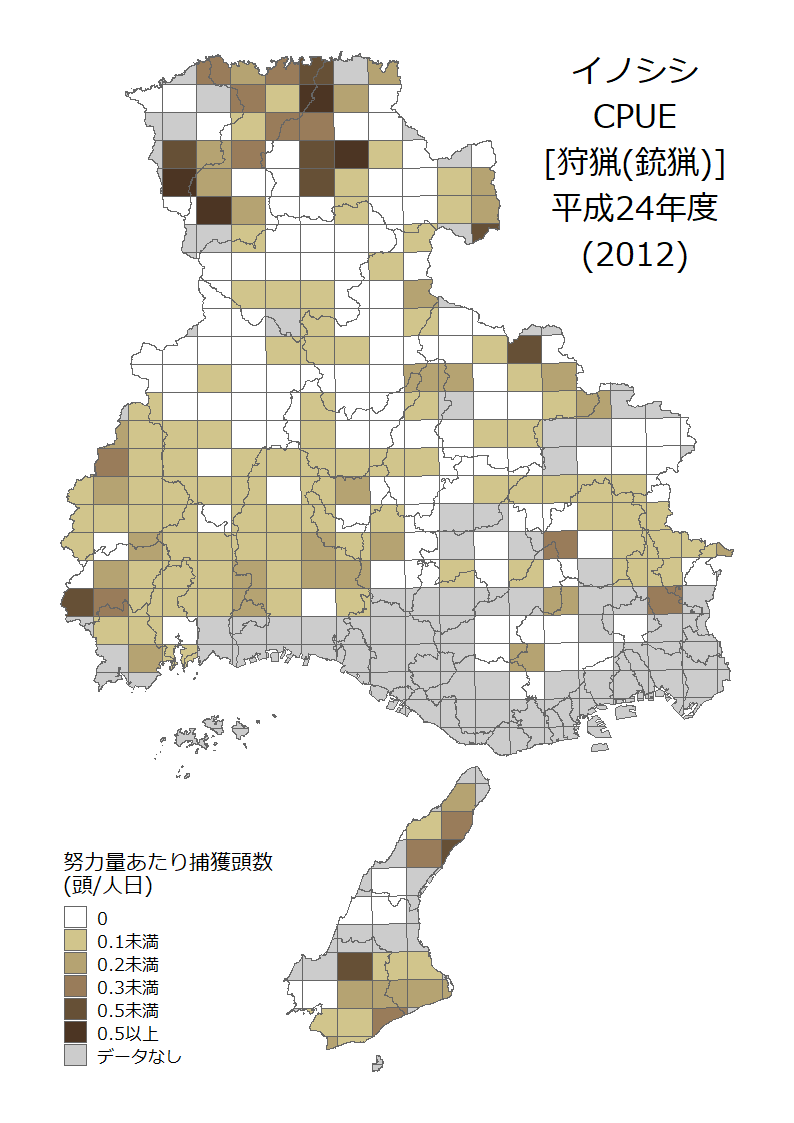 イノシシ
CPUE
[狩猟(銃猟)]
平成24年度
(2012)
努力量あたり捕獲頭数
(頭/人日)
0
0.1未満
0.2未満
0.3未満
0.5未満
0.5以上
データなし